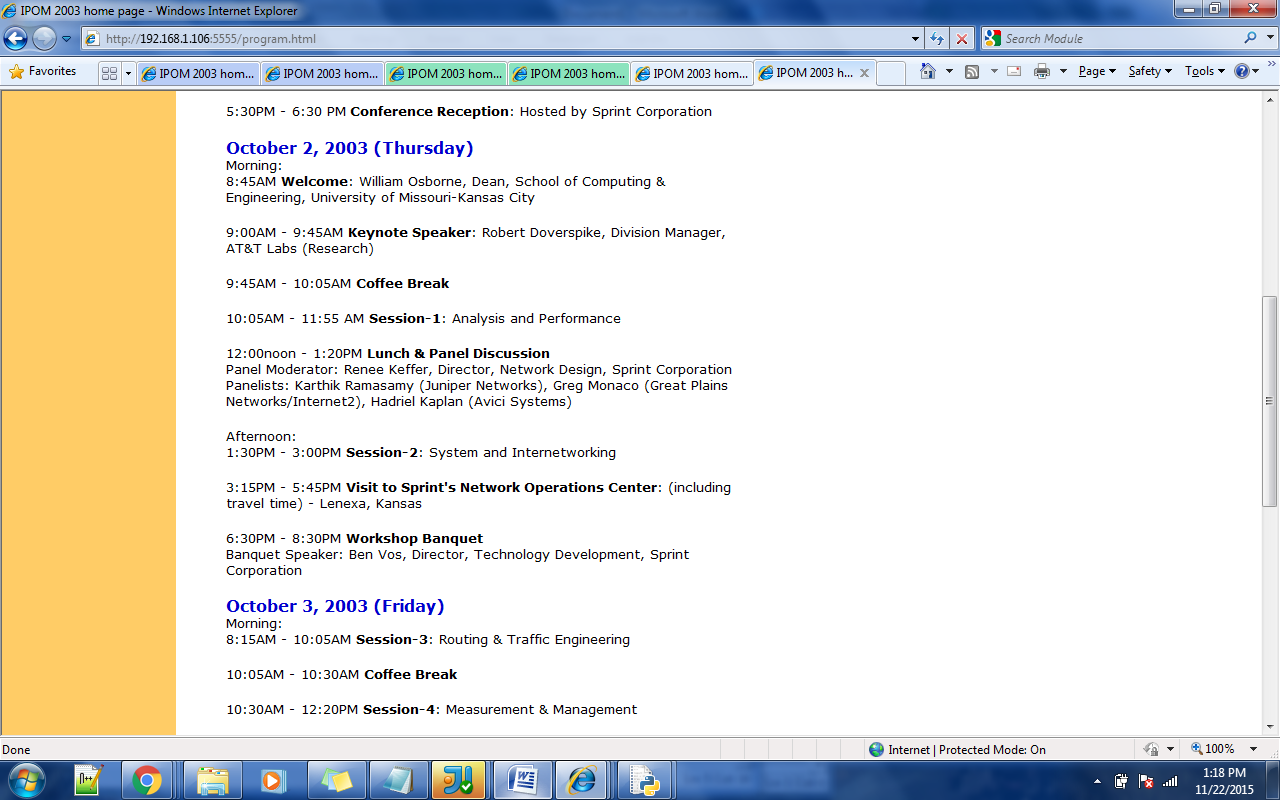 IPOM 2003 home page - Windows Internet Explorer
http://192.168.1.106:5555/program.html
Search Module
Favorites
IPOM 2003 hom...
IPOM 2003 hom...
IPOM 2003 hom...
IPOM 2003 hom...
IPOM 2003 hom...
IPOM 2003 h...
Page
Safety
Tools
5:30PM - 6:30 PM Conference Reception: Hosted by Sprint Corporation
October 2, 2003 (Thursday)
Morning:
8:45AM Welcome: William Osborne, Dean, School of Computing &
Engineering, University of Missouri-Kansas City
9:00AM - 9:45AM Keynote Speaker: Robert Doverspike, Division Manager,
AT&T Labs (Research)
9:45AM - 10:05AM Coffee Break
10:05AM - 11:55 AM Session-1: Analysis and Performance
12:00noon - 1:20PM Lunch & Panel Discussion
Panel Moderator: Renee Keffer, Director, Network Design, Sprint Corporation
Panelists: Karthik Ramasamy (Juniper Networks), Greg Monaco (Great Plains
Networks/Internet2), Hadriel Kaplan (Avici Systems)
Afternoon:
1:30PM - 3:00PM Session-2: System and Internetworking
3:15PM - 5:45PM Visit to Sprint's Network Operations Center: (including
travel time) - Lenexa, Kansas
6:30PM - 8:30PM Workshop Banquet
Banquet Speaker: Ben Vos, Director, Technology Development, Sprint
Corporation
October 3, 2003 (Friday)
Morning:
8:15AM - 10:05AM Session-3: Routing & Traffic Engineering
10:05AM - 10:30AM Coffee Break
10:30AM - 12:20PM Session-4: Measurement & Management
Done
Internet | Protected Mode: On
100%
1:18 PM
11/22/2015